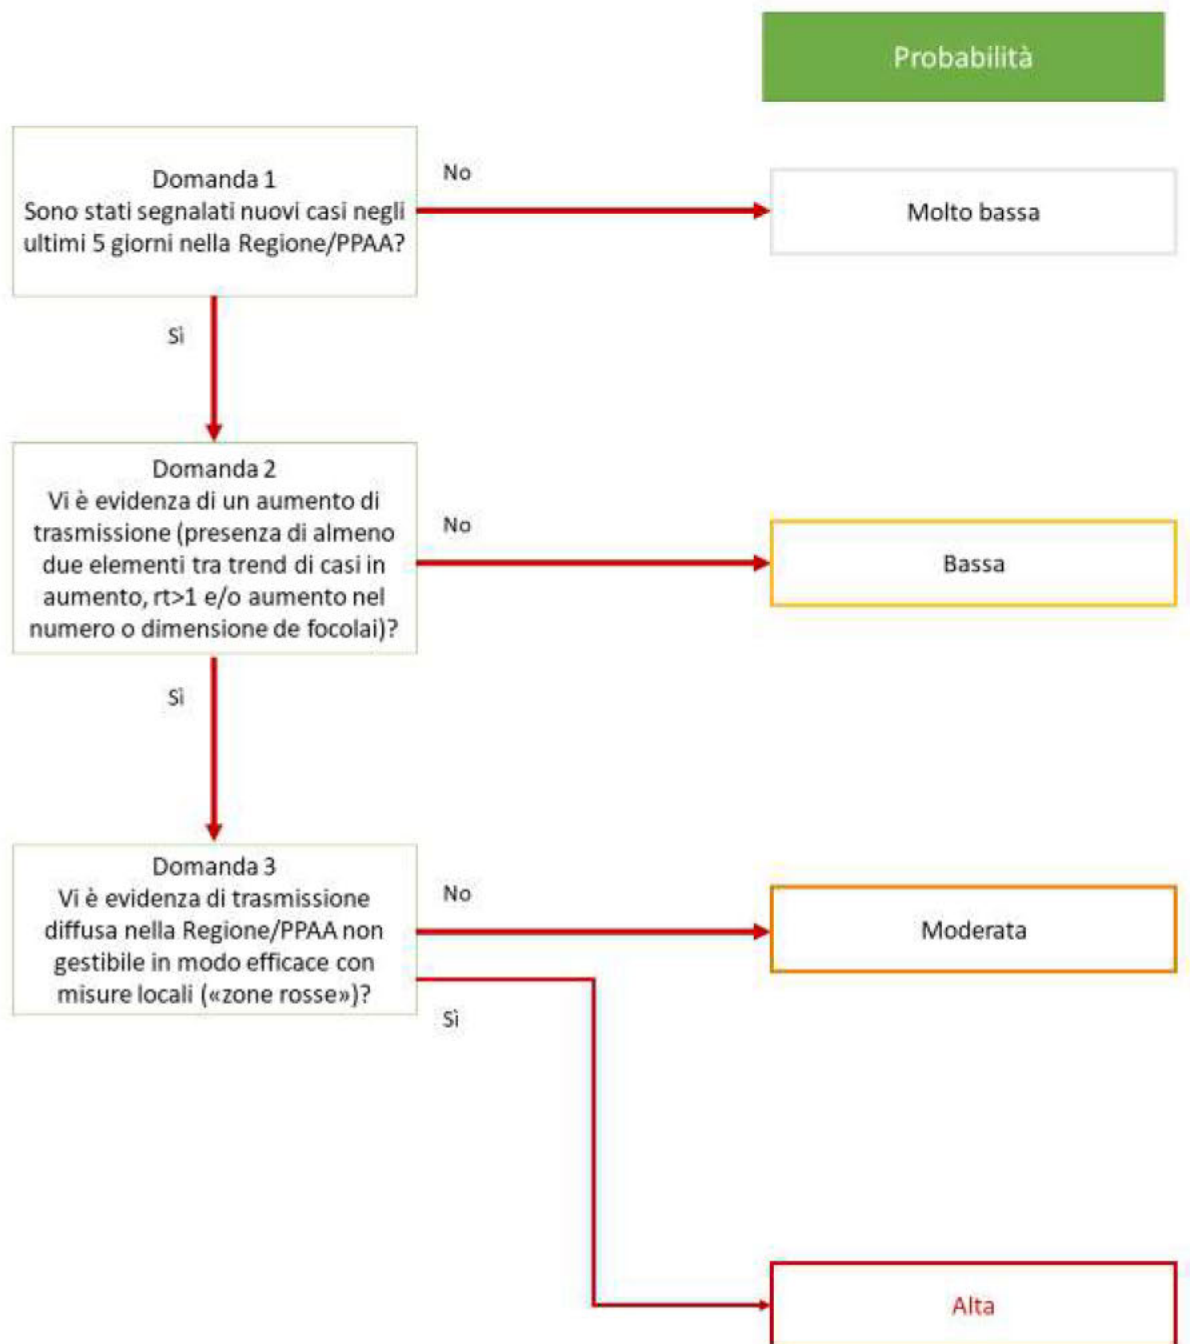 Probabilità
Domanda 1
Sono stati segnalati nuovi casi negli
ultimi 5 giorni nella Regione/PPAA?
No
Molto bassa
Sì
Domanda 2
Vi è evidenza di un aumento di
trasmissione (presenza di almeno
due elementi tra trend di casi in
aumento, rt>1 e/o aumento nel
numero o dimensione de focolai)?
No
Bassa
Sì
Domanda 3
Vi è evidenza di trasmissione
diffusa nella Regione/PPAA non
gestibile in modo efficace con
misure locali («zone rosse»)?
No
Moderata
Sì
Alta